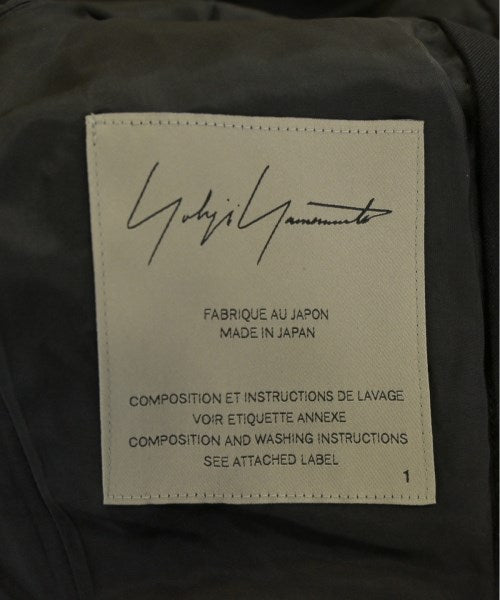 Yohji Yamamoto
FABRIQUE AU JAPON
MADE IN JAPAN
COMPOSITION ET INSTRUCTIONS DE LAVAGE
VOIR ETIQUETTE ANNEXE
COMPOSITION AND WASHING INSTRUCTIONS
SEE ATTACHED LABEL
1